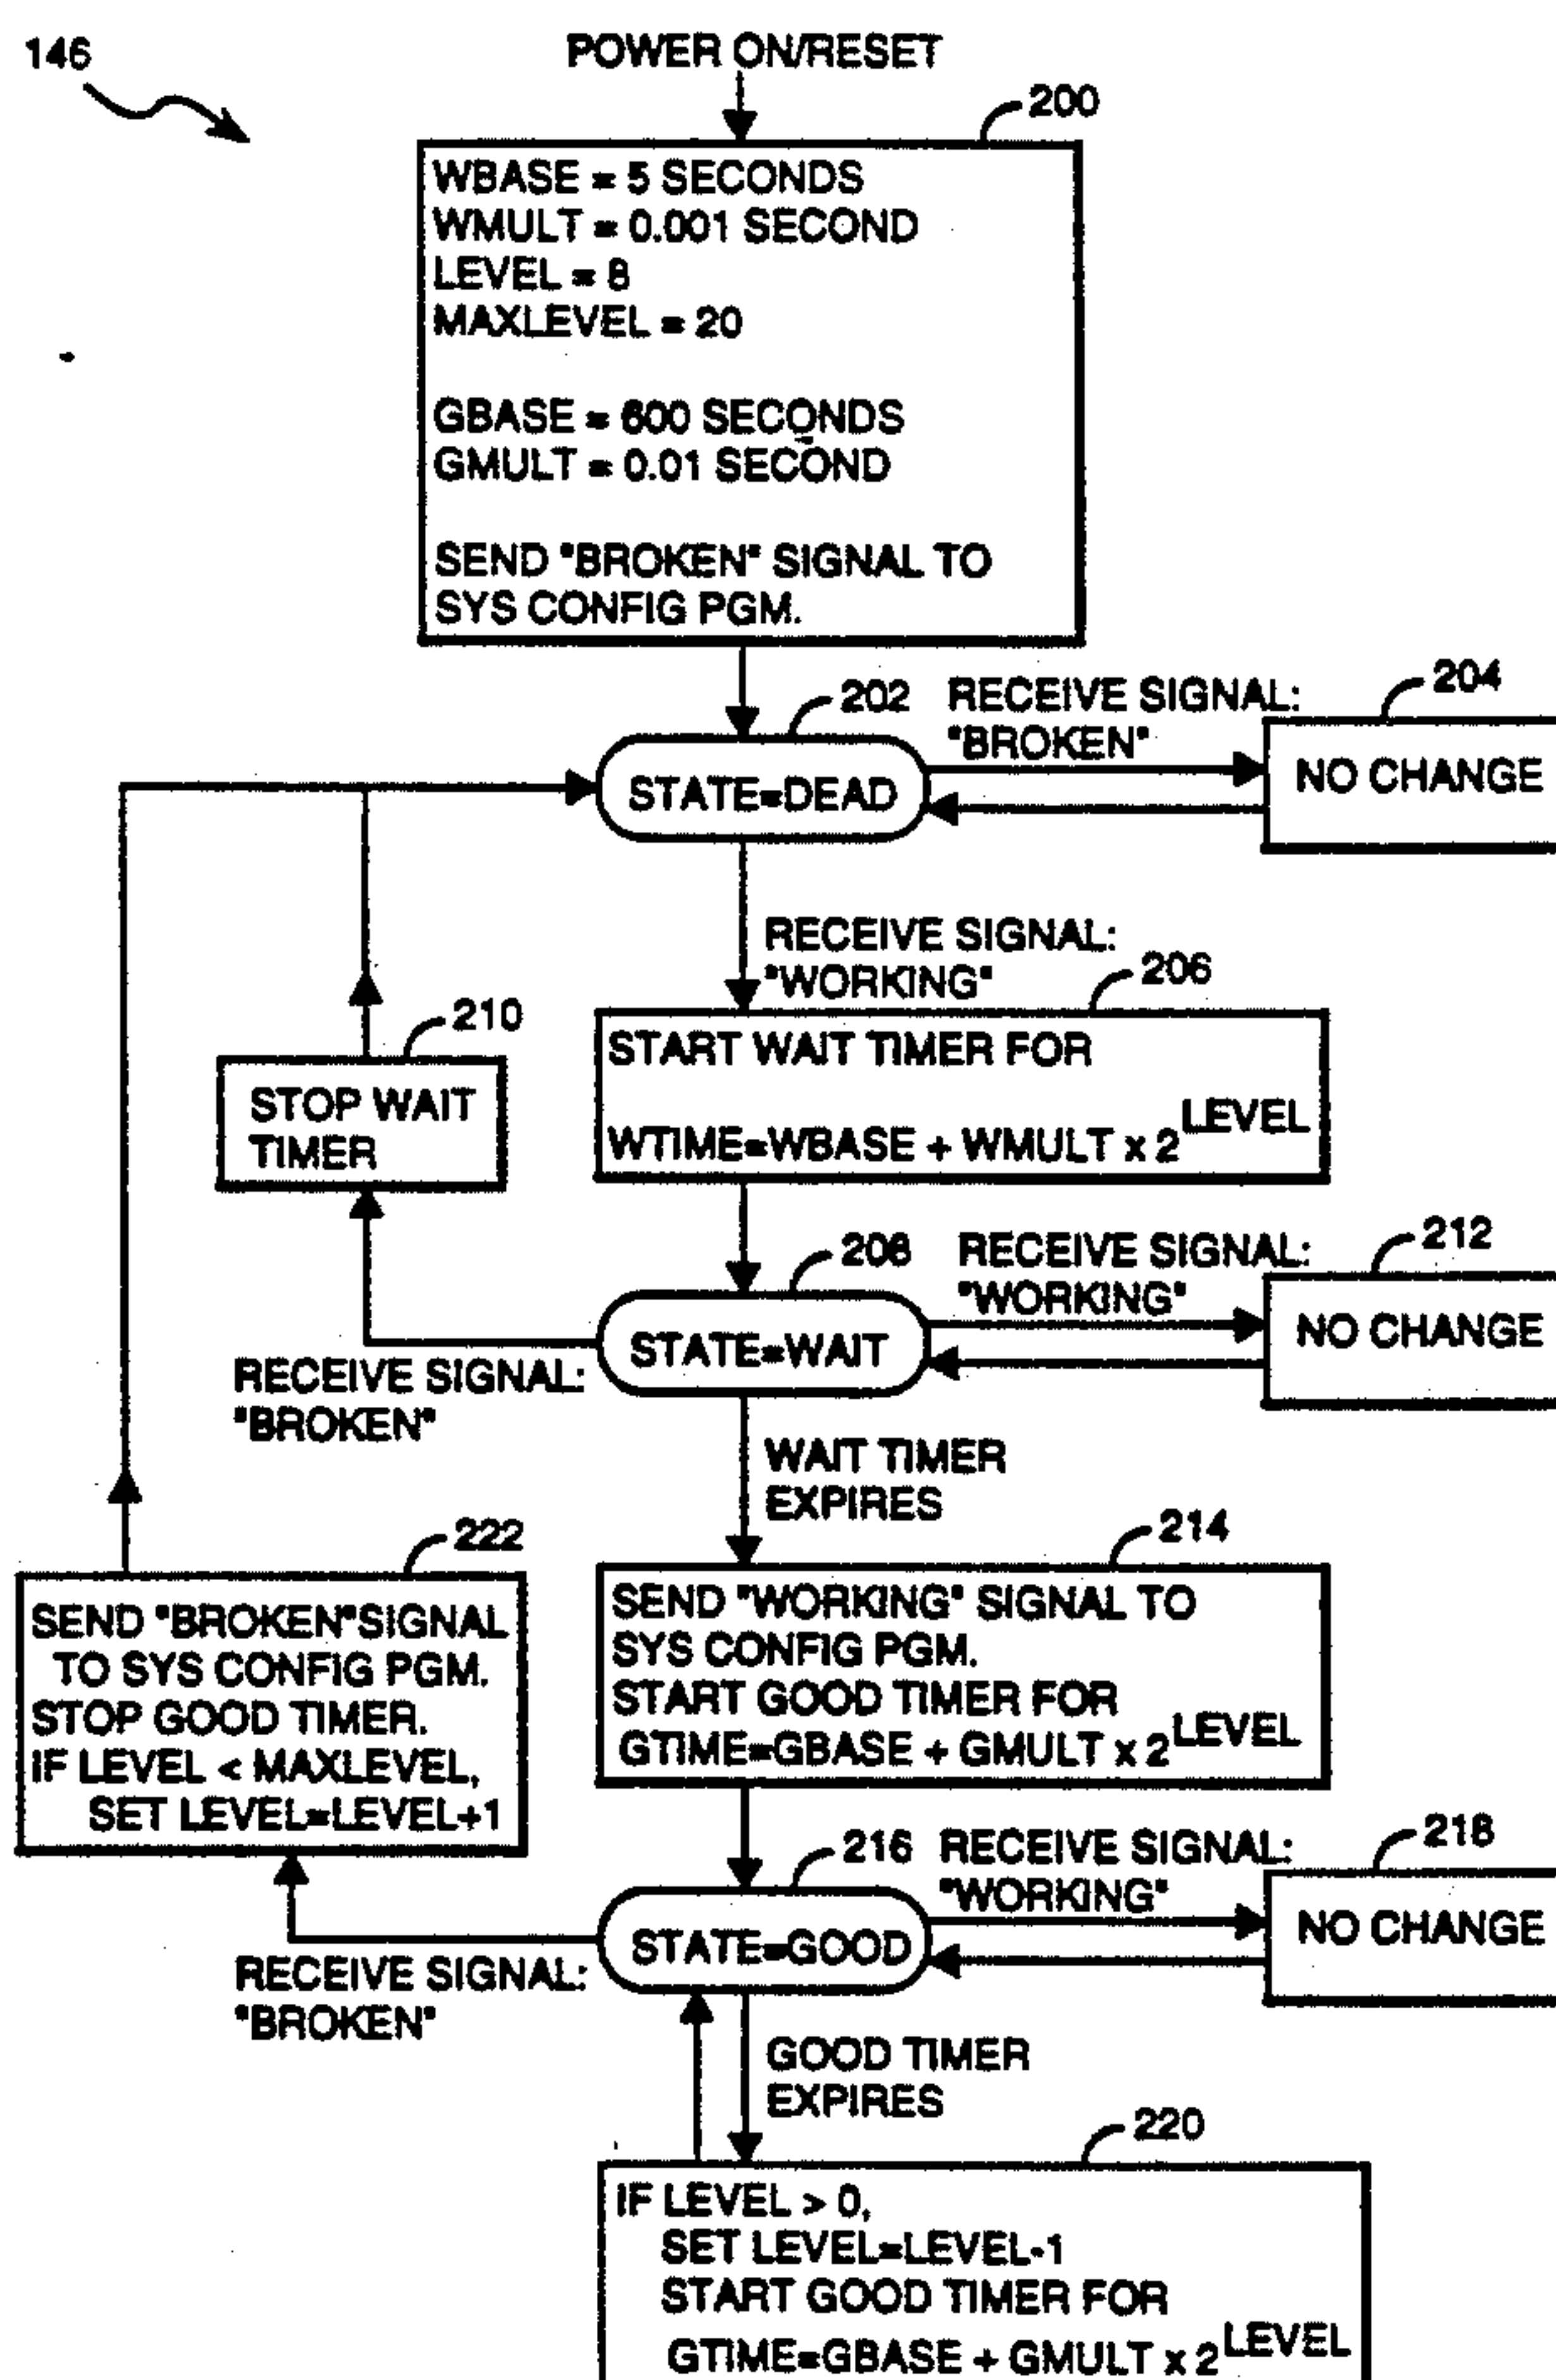 146
POWER ON/RESET
200
WBASE = 5 SECONDS
WMULT = 0.001 SECOND
LEVEL = 8
MAXLEVEL = 20
GBASE = 600 SECONDS
GMULT = 0.01 SECOND
SEND "BROKEN" SIGNAL TO
SYS CONFIG PGM.
202
RECEIVE SIGNAL:
"BROKEN"
204
STATE=DEAD
NO CHANGE
RECEIVE SIGNAL:
"WORKING"
206
210
START WAIT TIMER FOR
WTIME=WBASE + WMULT x 2^LEVEL
STOP WAIT
TIMER
208
RECEIVE SIGNAL:
"WORKING"
212
STATE=WAIT
NO CHANGE
RECEIVE SIGNAL:
"BROKEN"
WAIT TIMER
EXPIRES
222
214
SEND "BROKEN"SIGNAL
TO SYS CONFIG PGM.
STOP GOOD TIMER.
IF LEVEL < MAXLEVEL,
SET LEVEL=LEVEL+1
SEND "WORKING" SIGNAL TO
SYS CONFIG PGM.
START GOOD TIMER FOR
GTIME=GBASE + GMULT x 2^LEVEL
216
RECEIVE SIGNAL:
"WORKING"
218
STATE=GOOD
NO CHANGE
RECEIVE SIGNAL:
"BROKEN"
GOOD TIMER
EXPIRES
220
IF LEVEL > 0,
SET LEVEL=LEVEL-1
START GOOD TIMER FOR
GTIME=GBASE + GMULT x 2^LEVEL